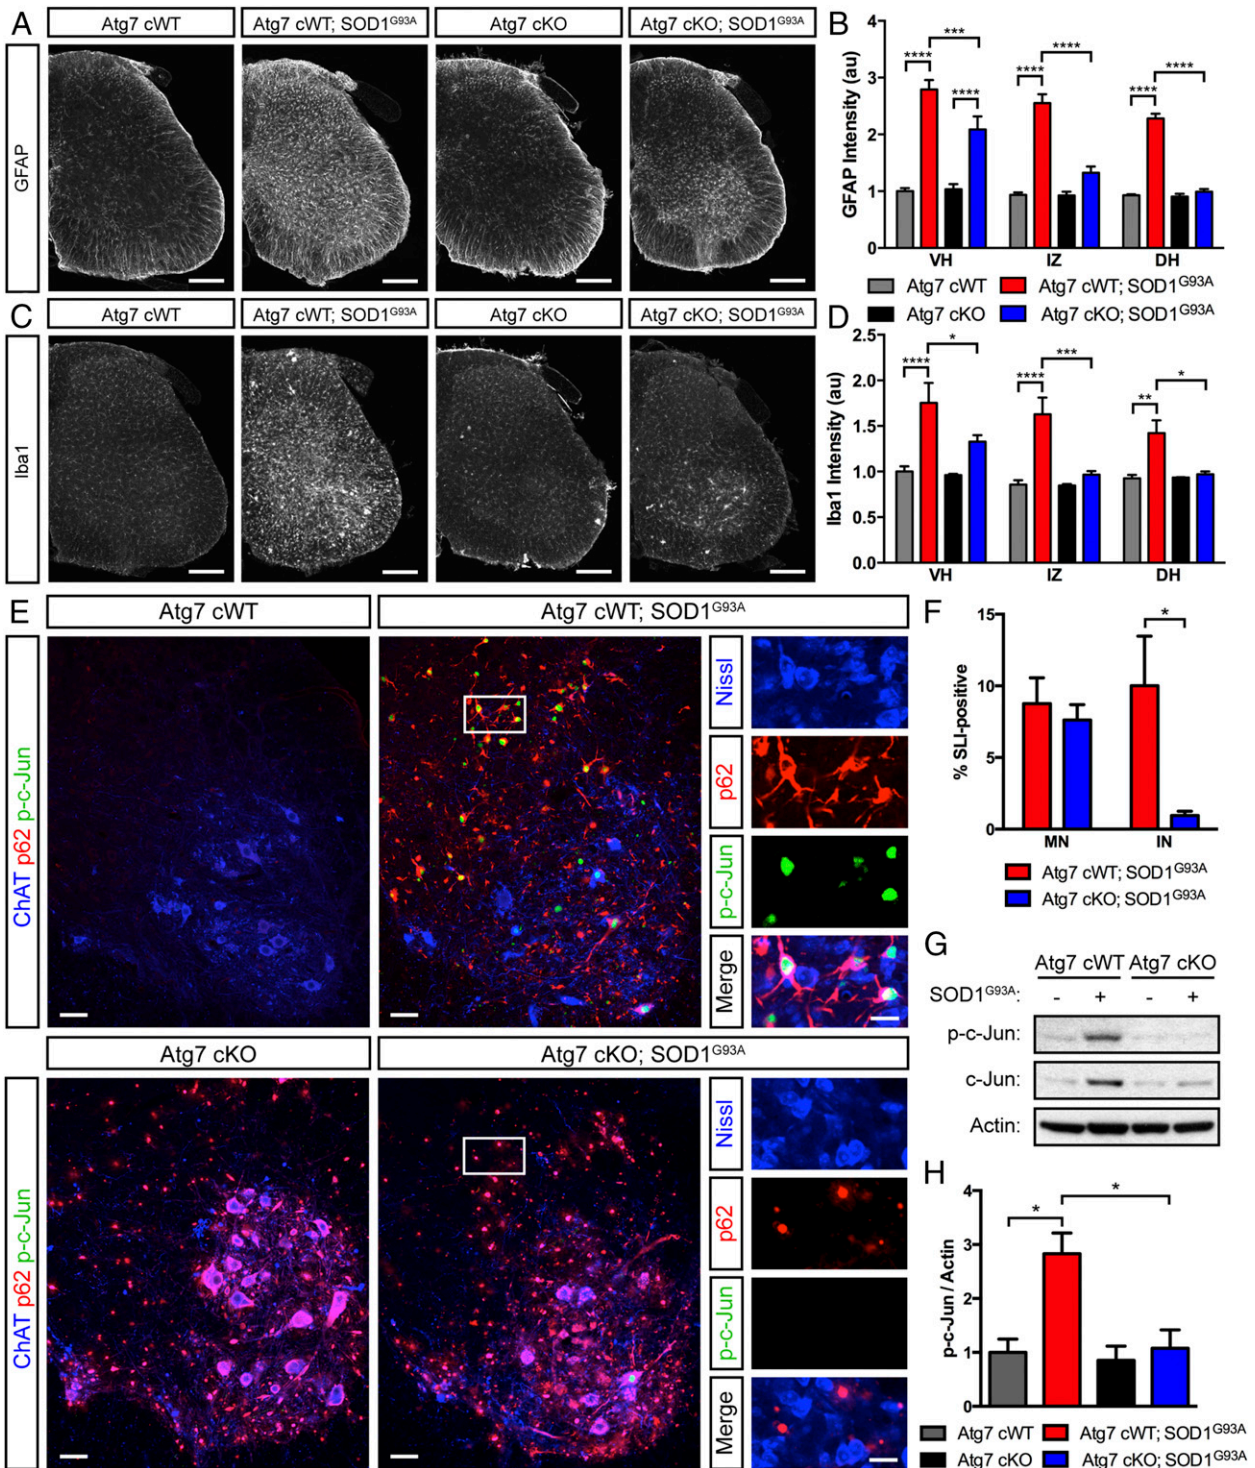 A
Atg7 cWT
Atg7 cWT; SOD1G93A
Atg7 cKO
Atg7 cKO; SOD1G93A
GFAP
B
GFAP Intensity (au)
4
3
2
1
0
****
***
****
****
****
****
****
VH
IZ
DH
Atg7 cWT
Atg7 cWT; SOD1G93A
Atg7 cKO
Atg7 cKO; SOD1G93A
C
Atg7 cWT
Atg7 cWT; SOD1G93A
Atg7 cKO
Atg7 cKO; SOD1G93A
Iba1
D
Iba1 Intensity (au)
2.5
2.0
1.5
1.0
0.5
0.0
****
*
****
***
**
*
VH
IZ
DH
E
Atg7 cWT
Atg7 cWT; SOD1G93A
ChAT p62 p-c-Jun
Nissl
p62
p-c-Jun
Merge
Atg7 cKO
Atg7 cKO; SOD1G93A
ChAT p62 p-c-Jun
Nissl
p62
p-c-Jun
Merge
F
% SLI-positive
15
10
5
0
*
MN
IN
Atg7 cWT; SOD1G93A
Atg7 cKO; SOD1G93A
G
Atg7 cWT Atg7 cKO
SOD1G93A: - + - +
p-c-Jun:
c-Jun:
Actin:
H
p-c-Jun / Actin
4
3
2
1
0
*
*
Atg7 cWT
Atg7 cWT; SOD1G93A
Atg7 cKO
Atg7 cKO; SOD1G93A